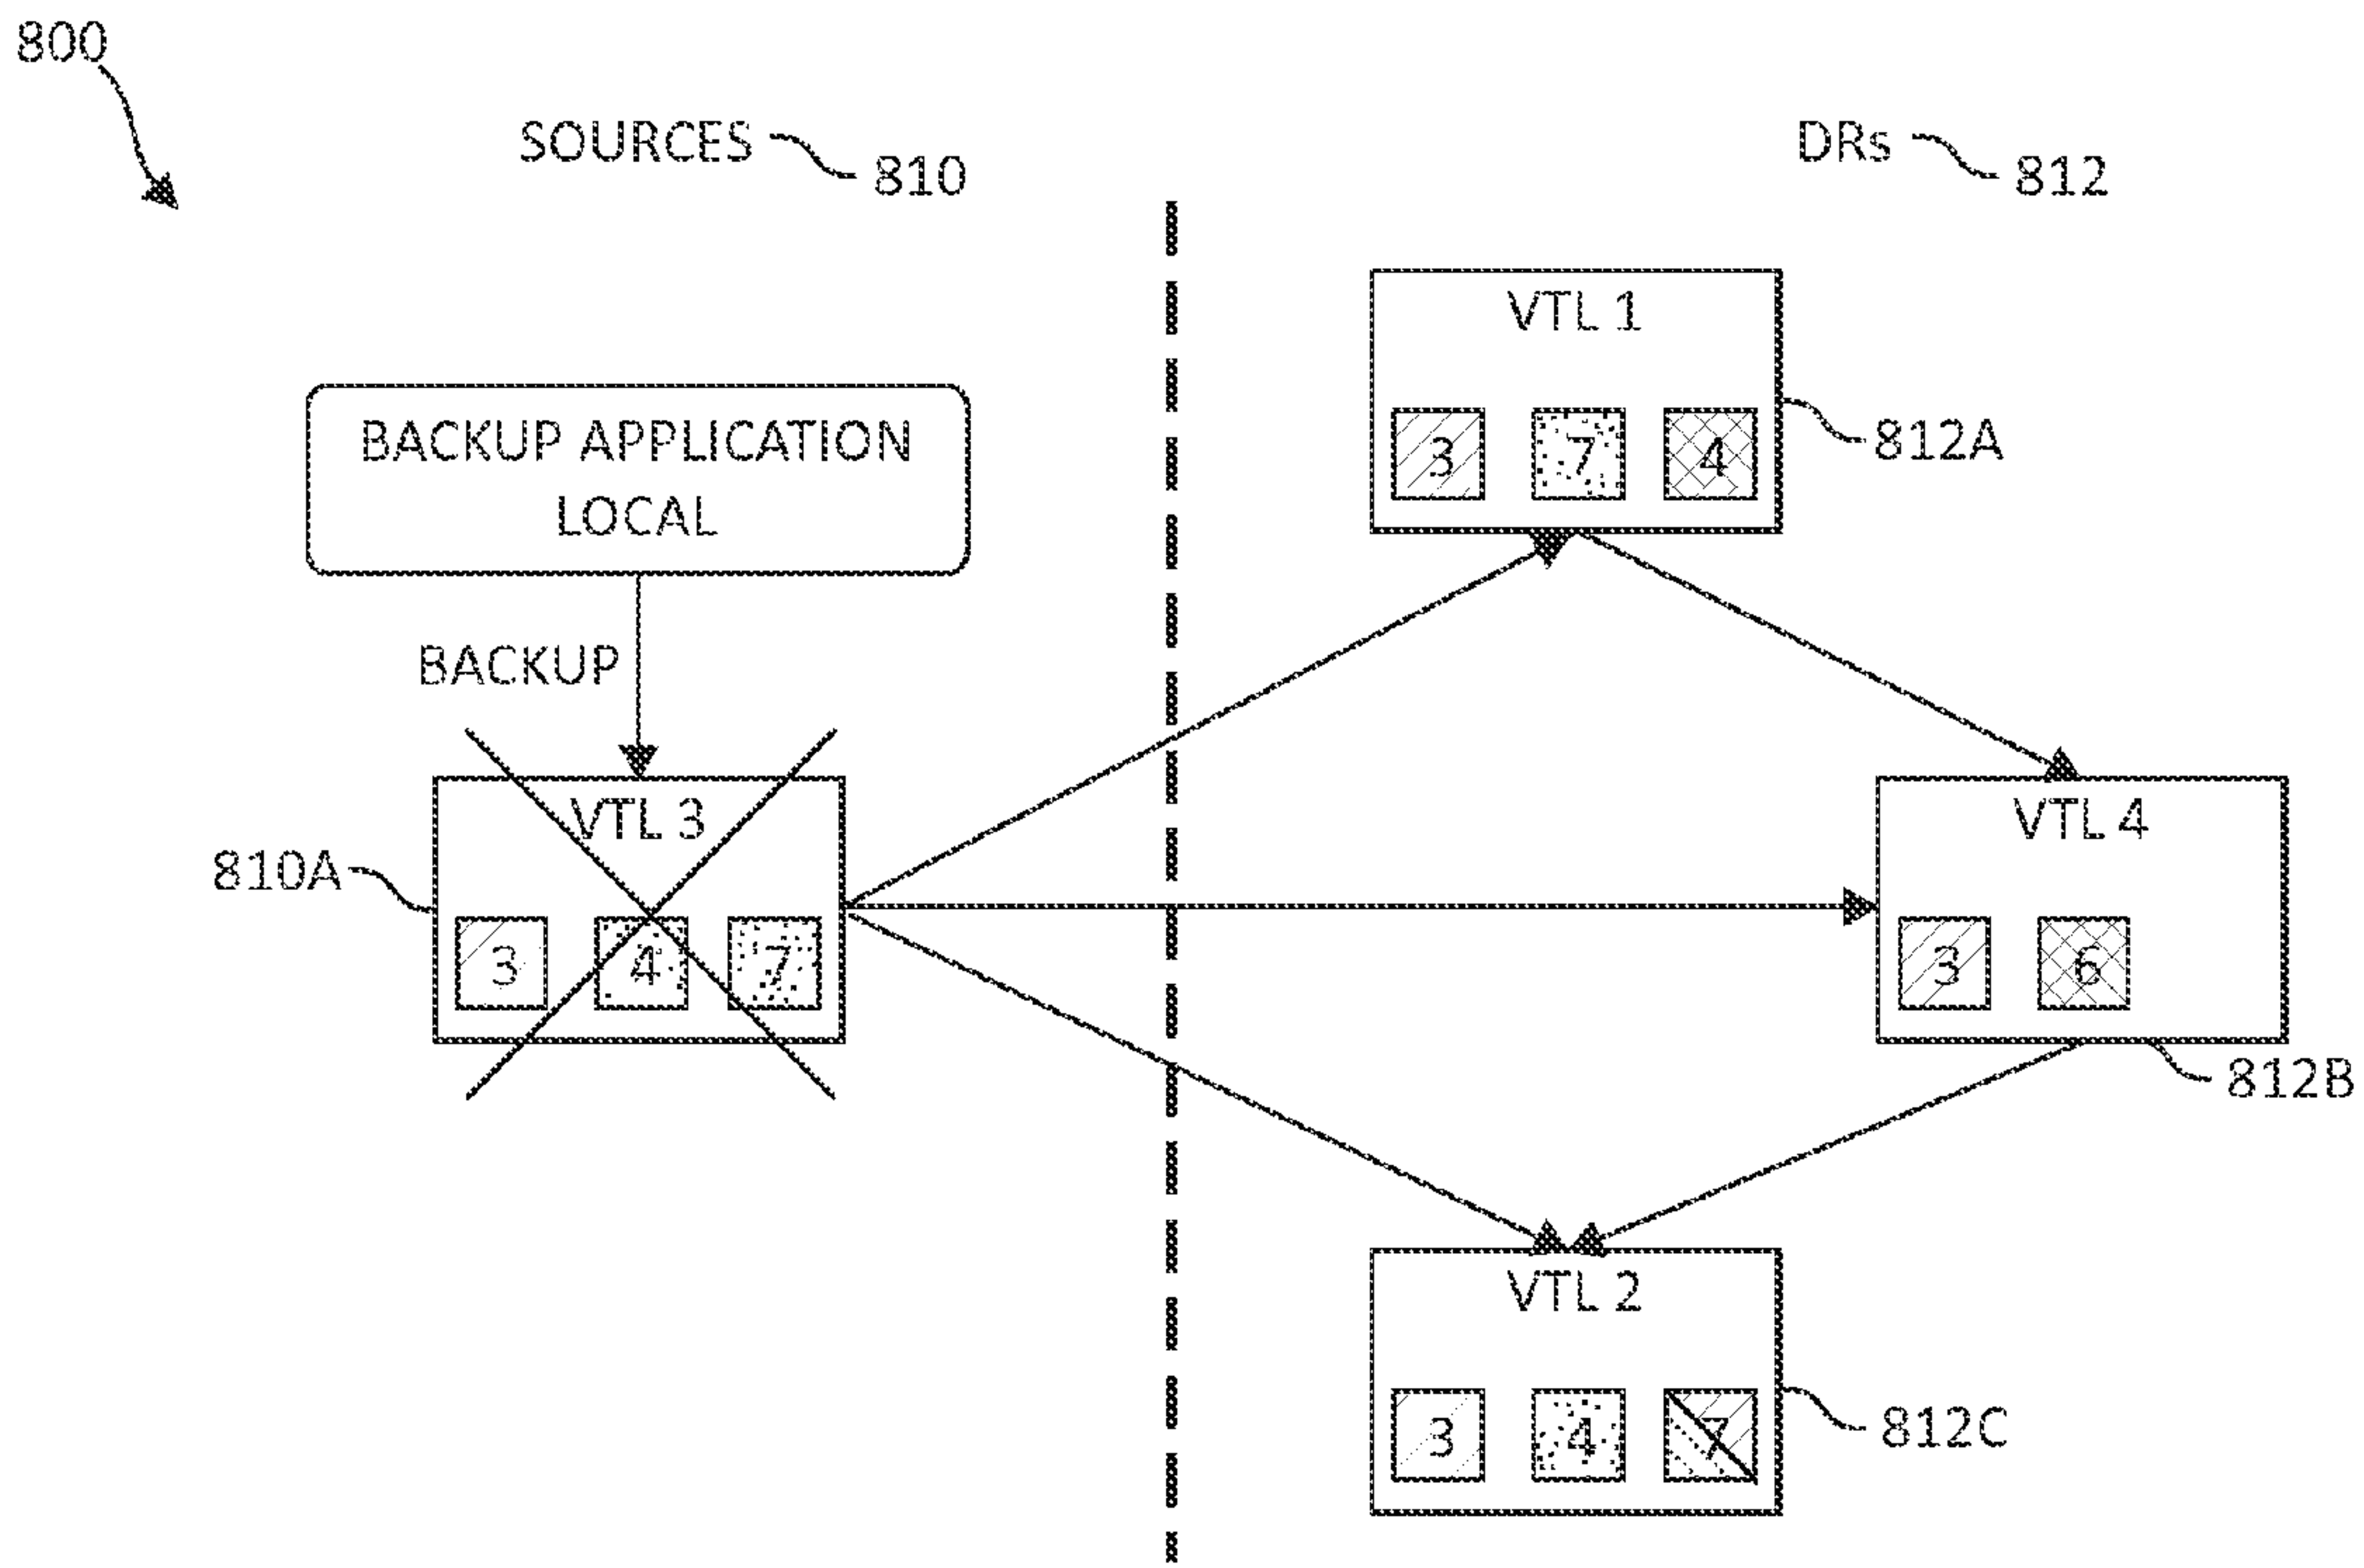 800
SOURCES 810
DRs 812
VTL 1
3 7 4
812A
BACKUP APPLICATION
LOCAL
BACKUP
VTL 3
810A
3 4 7
VTL 4
3 6
812B
VTL 2
3 4 7
812C